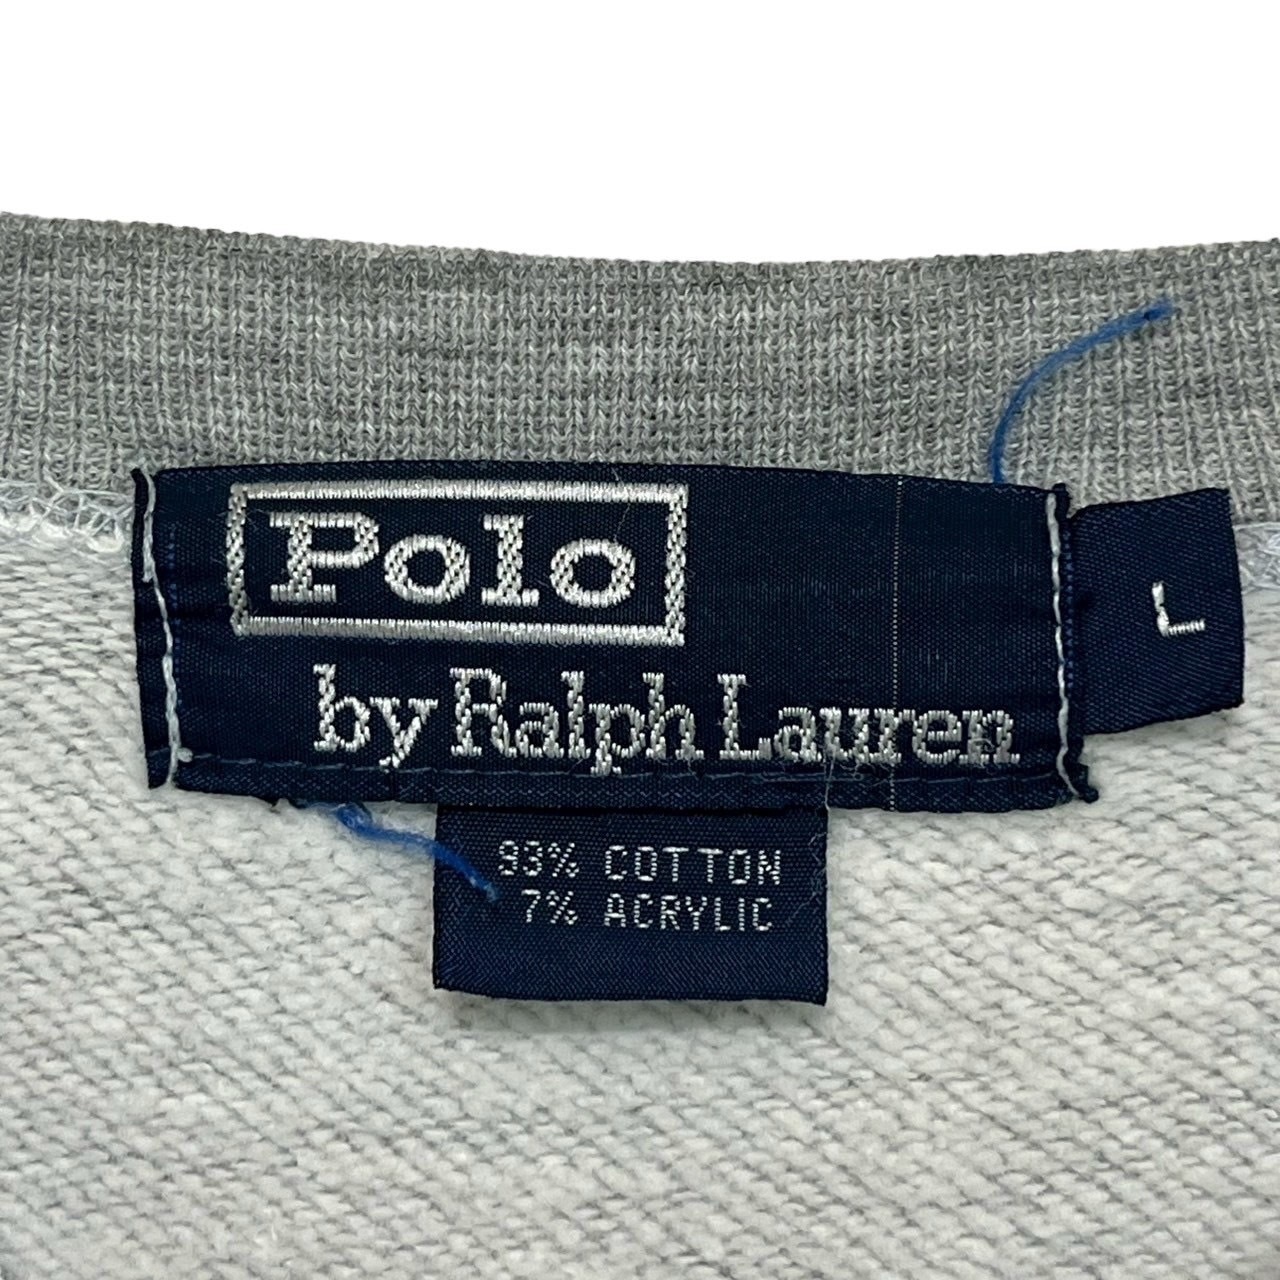 Polo
by Ralph Lauren
L
93% COTTON
7% ACRYLIC